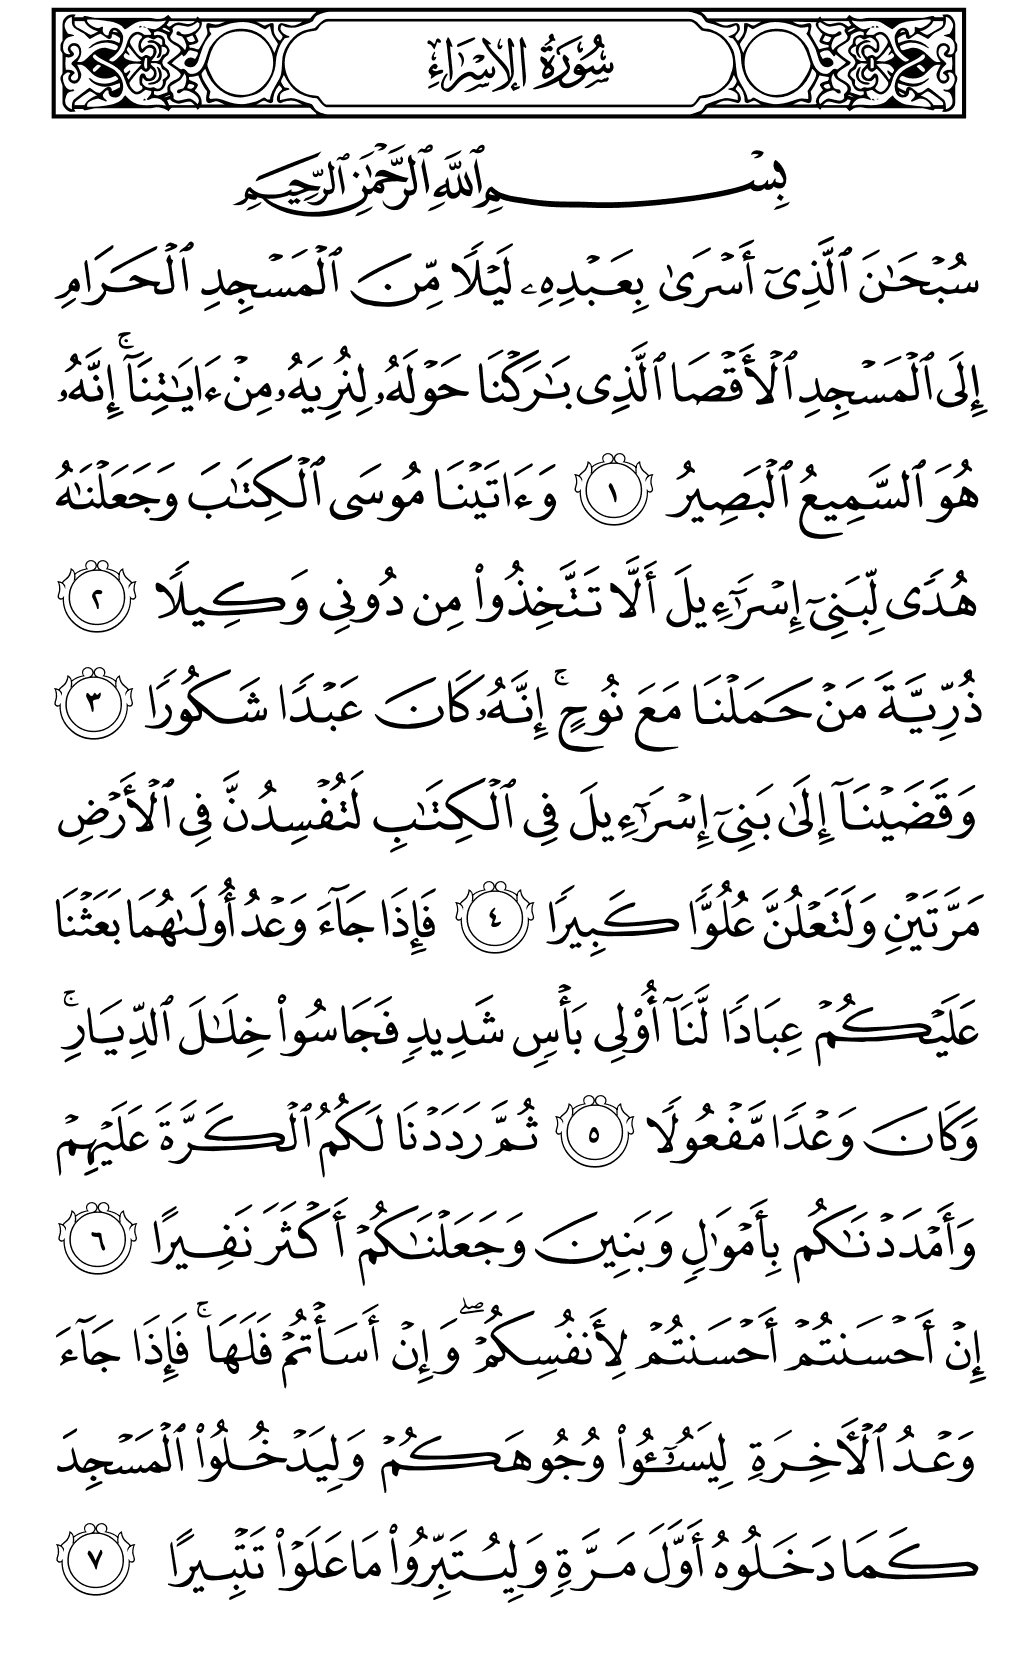 سُورَةُ الإِسْرَاءِ
بِسْمِ ٱللَّهِ ٱلرَّحْمَٰنِ ٱلرَّحِيمِ
سُبْحَٰنَ ٱلَّذِىٓ أَسْرَىٰ بِعَبْدِهِۦ لَيْلًا مِّنَ ٱلْمَسْجِدِ ٱلْحَرَامِ
إِلَى ٱلْمَسْجِدِ ٱلْأَقْصَا ٱلَّذِى بَٰرَكْنَا حَوْلَهُۥ لِنُرِيَهُۥ مِنْ ءَايَٰتِنَآ ۚ إِنَّهُۥ
هُوَ ٱلسَّمِيعُ ٱلْبَصِيرُ ١ وَءَاتَيْنَا مُوسَى ٱلْكِتَٰبَ وَجَعَلْنَٰهُ
هُدًى لِّبَنِىٓ إِسْرَٰٓءِيلَ أَلَّا تَتَّخِذُوا۟ مِن دُونِى وَكِيلًا ٢
ذُرِّيَّةَ مَنْ حَمَلْنَا مَعَ نُوحٍ ۚ إِنَّهُۥ كَانَ عَبْدًا شَكُورًا ٣
وَقَضَيْنَآ إِلَىٰ بَنِىٓ إِسْرَٰٓءِيلَ فِى ٱلْكِتَٰبِ لَتُفْسِدُنَّ فِى ٱلْأَرْضِ
مَرَّتَيْنِ وَلَتَعْلُنَّ عُلُوًّا كَبِيرًا ٤ فَإِذَا جَآءَ وَعْدُ أُولَىٰهُمَا بَعَثْنَا
عَلَيْكُمْ عِبَادًا لَّنَآ أُو۟لِى بَأْسٍ شَدِيدٍ فَجَاسُوا۟ خِلَٰلَ ٱلدِّيَارِ ۚ
وَكَانَ وَعْدًا مَّفْعُولًا ٥ ثُمَّ رَدَدْنَا لَكُمُ ٱلْكَرَّةَ عَلَيْهِمْ
وَأَمْدَدْنَٰكُم بِأَمْوَٰلٍ وَبَنِينَ وَجَعَلْنَٰكُمْ أَكْثَرَ نَفِيرًا ٦
إِنْ أَحْسَنتُمْ أَحْسَنتُمْ لِأَنفُسِكُمْ ۖ وَإِنْ أَسَأْتُمْ فَلَهَا ۚ فَإِذَا جَآءَ
وَعْدُ ٱلْءَاخِرَةِ لِيَسُۥٓـُٔوا۟ وُجُوهَكُمْ وَلِيَدْخُلُوا۟ ٱلْمَسْجِدَ
كَمَا دَخَلُوهُ أَوَّلَ مَرَّةٍ وَلِيُتَبِّرُوا۟ مَا عَلَوْا۟ تَتْبِيرًا ٧